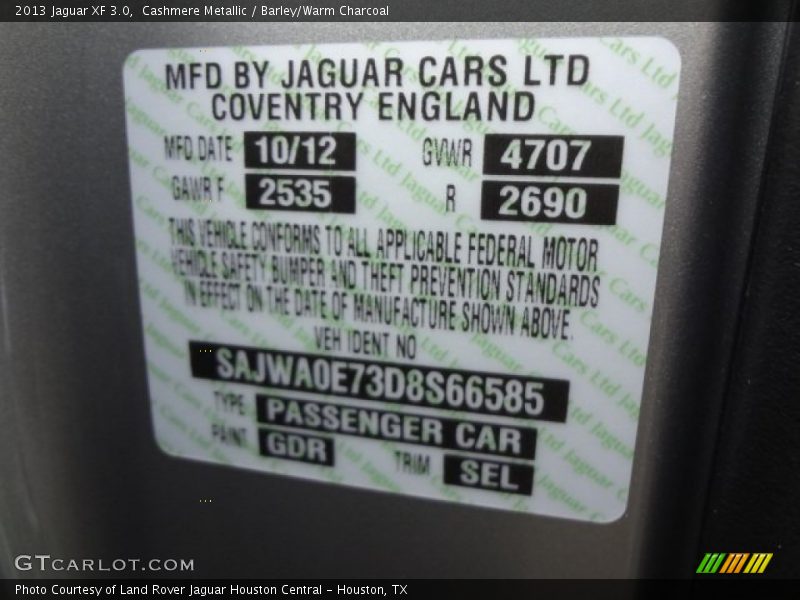 2013 Jaguar XF 3.0, Cashmere Metallic / Barley/Warm Charcoal
MFD BY JAGUAR CARS LTD
COVENTRY ENGLAND
MFD DATE 10/12 GVWR 4707
GAWR F 2535 R 2690
THIS VEHICLE CONFORMS TO ALL APPLICABLE FEDERAL MOTOR
VEHICLE SAFETY BUMPER AND THEFT PREVENTION STANDARDS
IN EFFECT ON THE DATE OF MANUFACTURE SHOWN ABOVE.
VEH IDENT NO
SAJWA0E73D8S66585
TYPE PASSENGER CAR
PAINT GDR TRIM SEL
GTCARLOT.COM
Photo Courtesy of Land Rover Jaguar Houston Central - Houston, TX